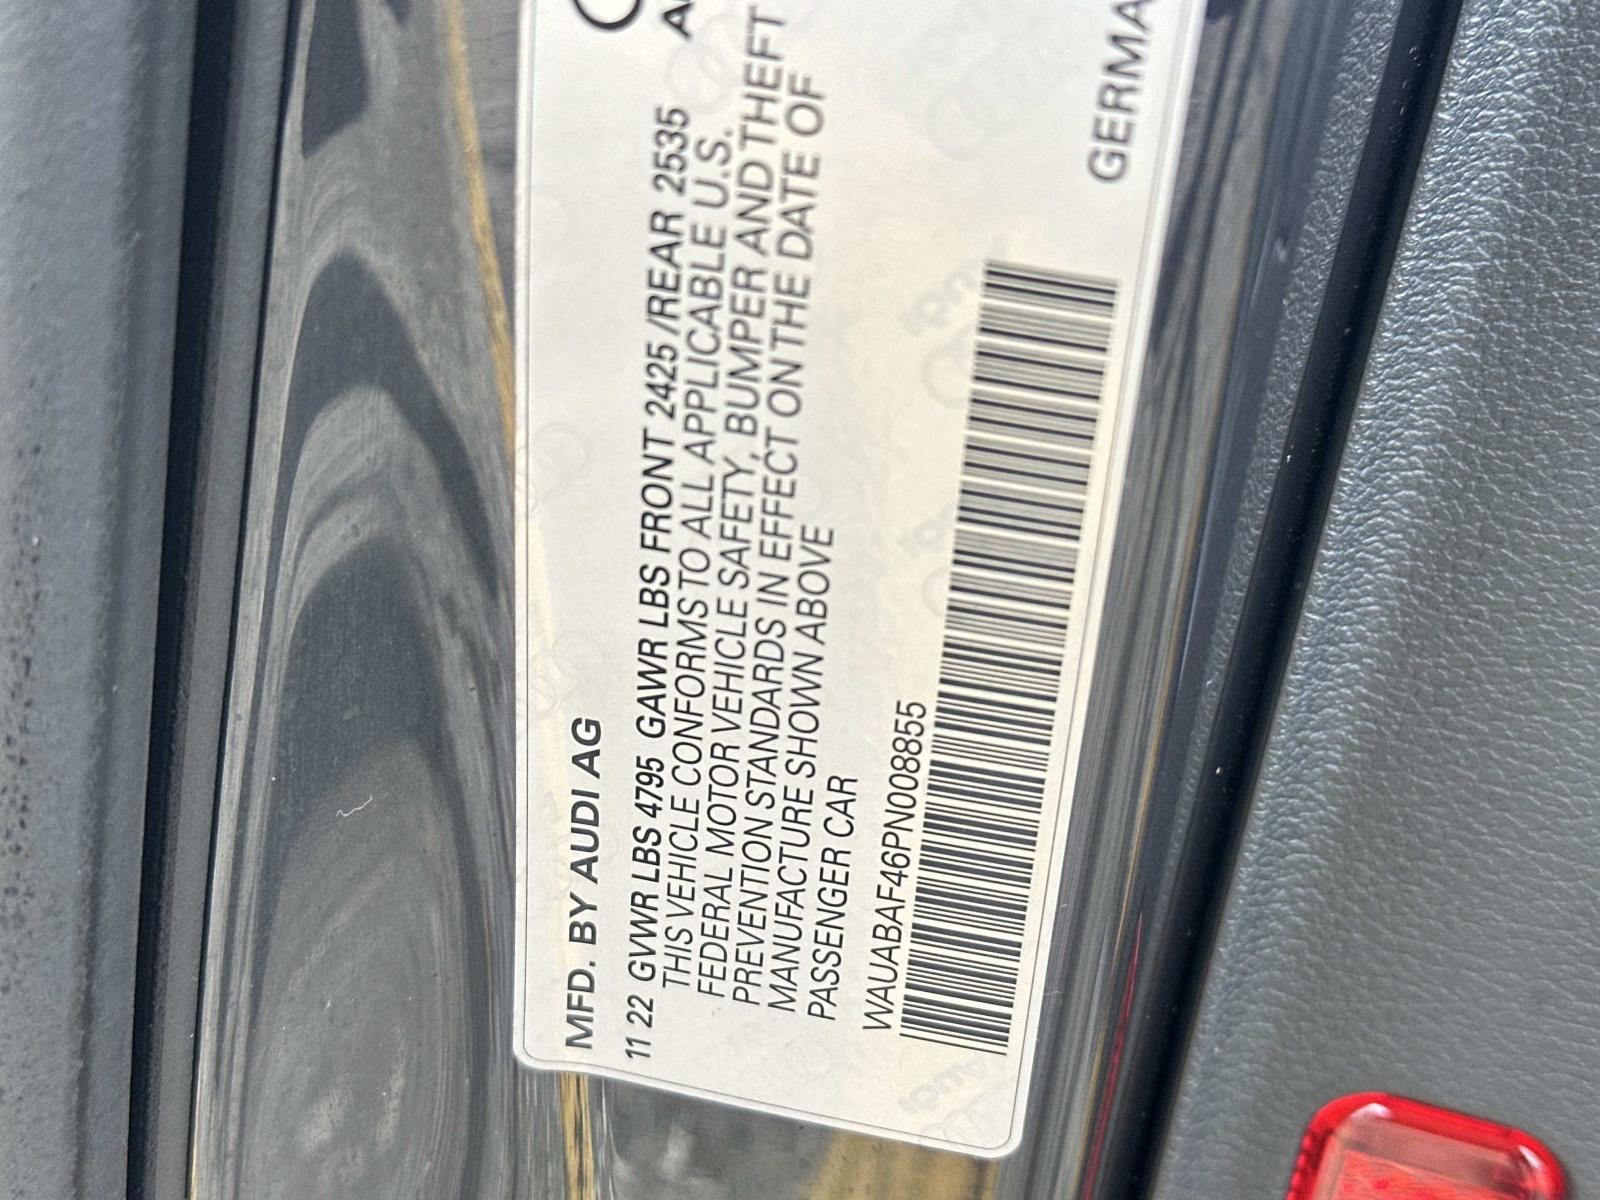 MFD. BY AUDI AG
11 22 GVWR LBS 4795 GAWR LBS FRONT 2425 /REAR 2535
THIS VEHICLE CONFORMS TO ALL APPLICABLE U.S.
FEDERAL MOTOR VEHICLE SAFETY, BUMPER AND THEFT
PREVENTION STANDARDS IN EFFECT ON THE DATE OF
MANUFACTURE SHOWN ABOVE
PASSENGER CAR
WAUABAF46PN008855
GERMA